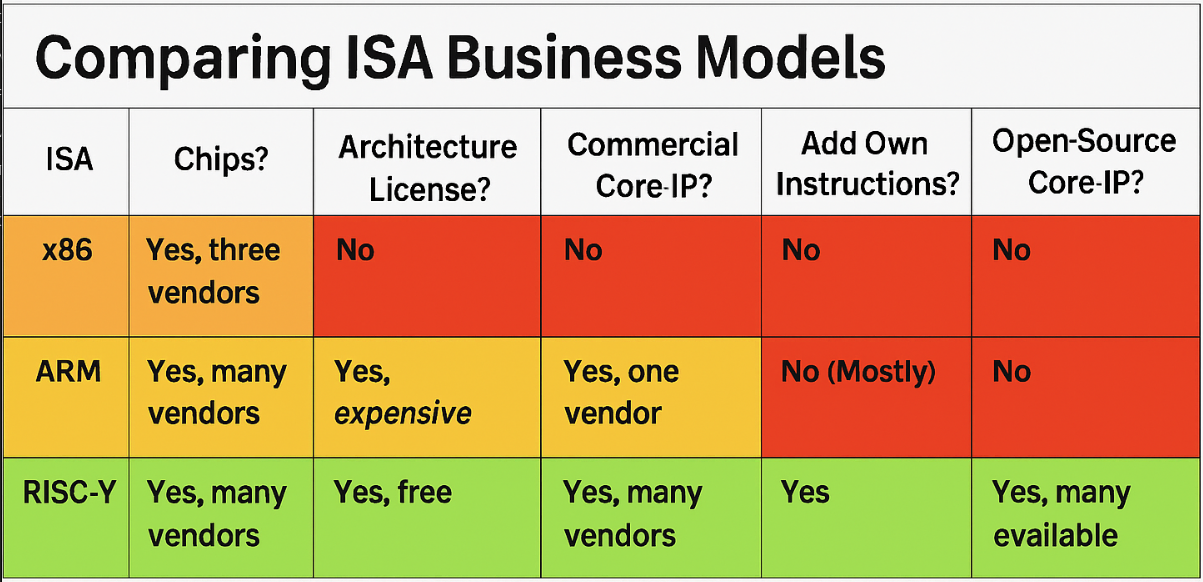 Comparing ISA Business Models
ISA
Chips?
Architecture
License?
Commercial
Core-IP?
Add Own
Instructions?
Open-Source
Core-IP?
x86
Yes, three
vendors
No
No
No
No
ARM
Yes, many
vendors
Yes,
expensive
Yes, one
vendor
No (Mostly)
No
RISC-Y
Yes, many
vendors
Yes, free
Yes, many
vendors
Yes
Yes, many
available